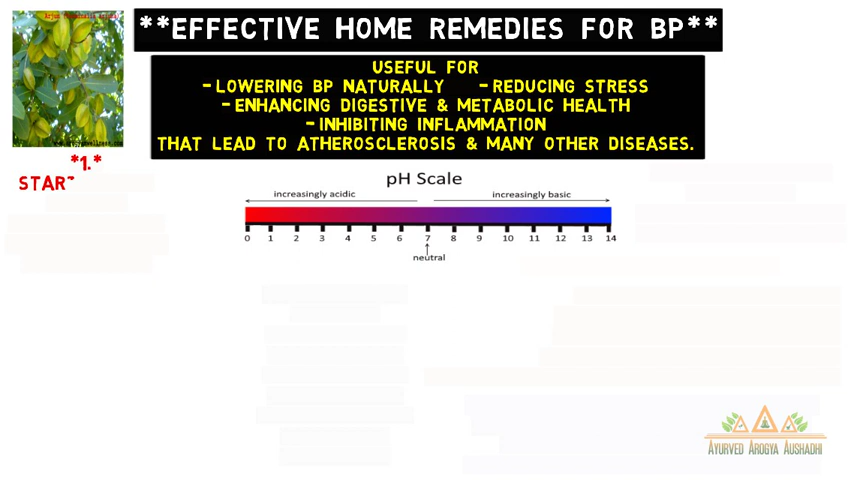 **EFFECTIVE HOME REMEDIES FOR BP**
USEFUL FOR
-LOWERING BP NATURALLY -REDUCING STRESS
-ENHANCING DIGESTIVE & METABOLIC HEALTH
-INHIBITING INFLAMMATION
THAT LEAD TO ATHEROSCLEROSIS & MANY OTHER DISEASES.
*1.*
STAR
pH Scale
increasingly acidic increasingly basic
0 1 2 3 4 5 6 7 8 9 10 11 12 13 14
neutral
AYURVED AROGYA AUSHADHI